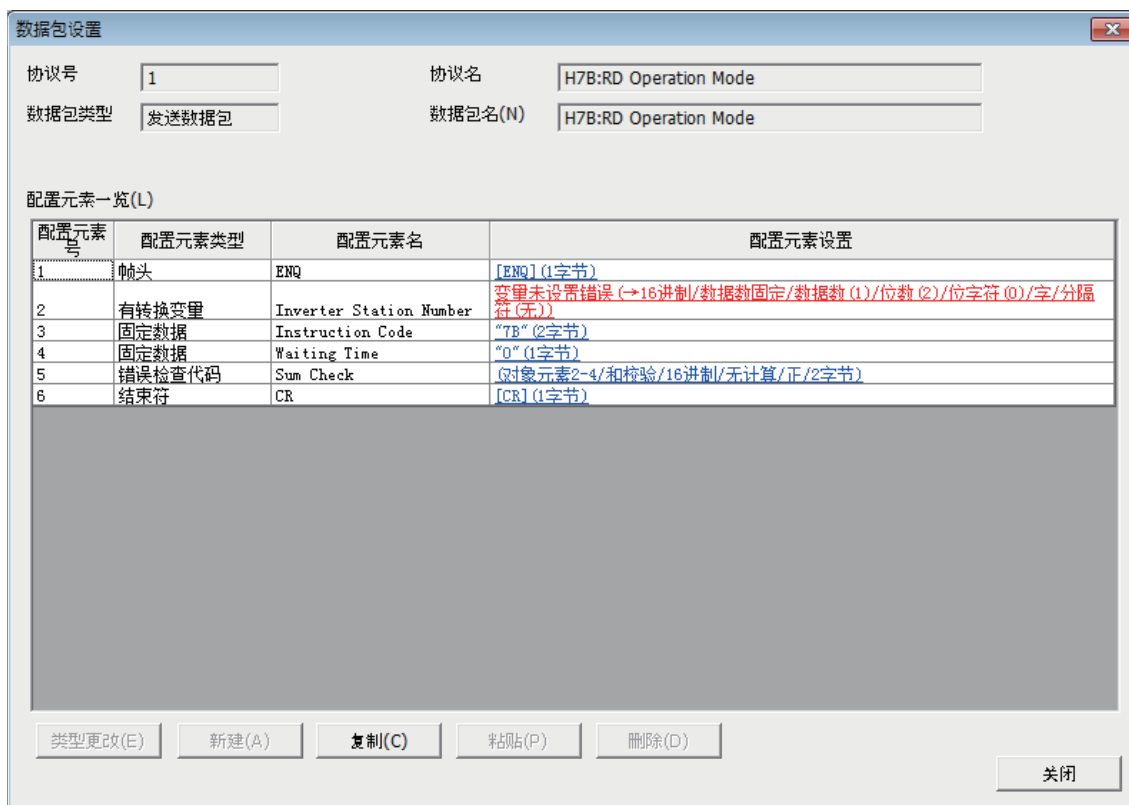 数据包设置
协议号 1 协议名 H7B:RD Operation Mode
数据包类型 发送数据包 数据包名(N) H7B:RD Operation Mode
配置元素一览(L)
配置元素号 配置元素类型 配置元素名 配置元素设置
1 帧头 ENQ [ENQ](1字节)
2 有转换变量 Inverter Station Number 变里未设置错误(→16进制/数据数固定/数据数(1)/位数(2)/位字符(0)/字/分隔
符(无))
3 固定数据 Instruction Code "7B"(2字节)
4 固定数据 Waiting Time "0"(1字节)
5 错误检查代码 Sum Check (对象元素2-4/和校验/16进制/无计算/正/2字节)
6 结束符 CR [CR](1字节)
类型更改(E) 新建(A) 复制(C) 粘贴(P) 删除(D)
关闭